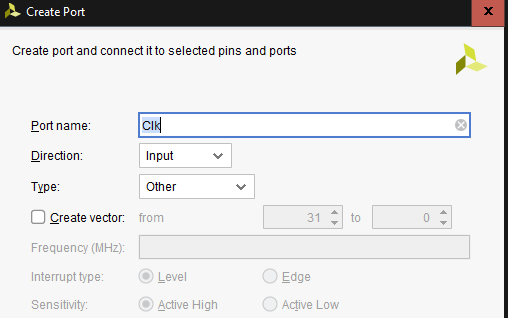 Create Port
X
Create port and connect it to selected pins and ports
Port name: Clk
Direction: Input
Type: Other
Create vector: from 31 to 0
Frequency (MHz):
Interrupt type: Level Edge
Sensitivity: Active High Active Low